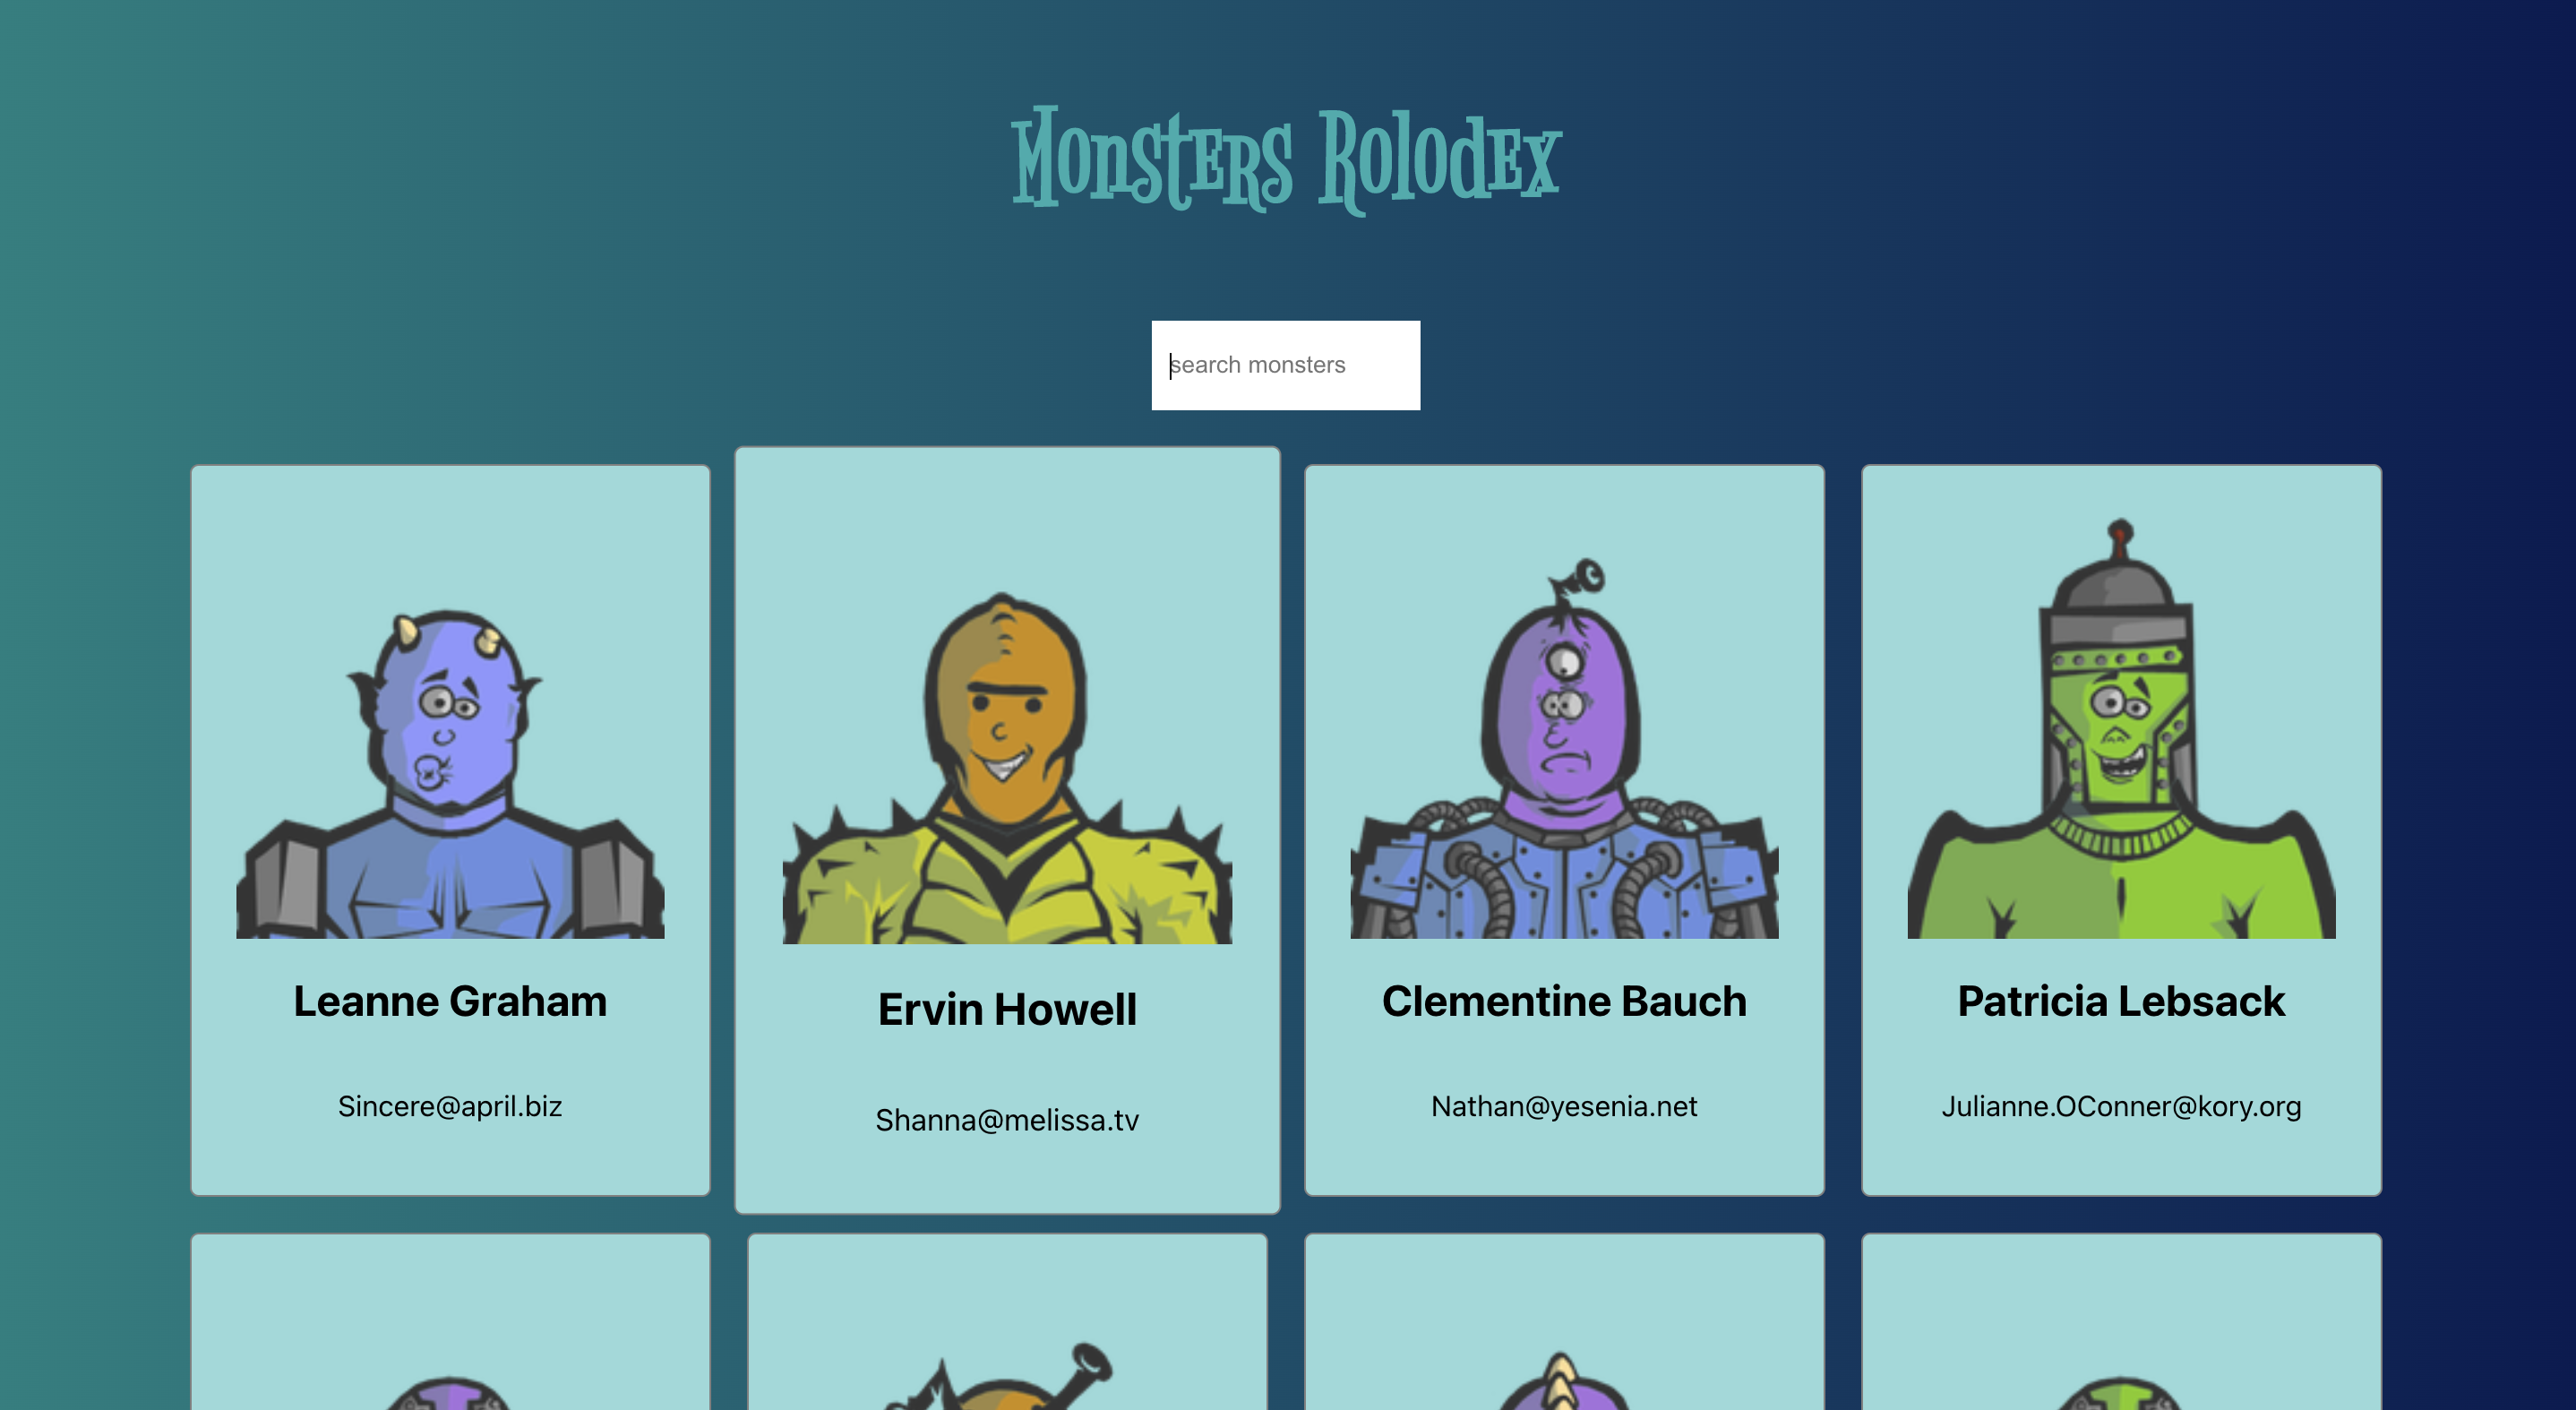 Monsters Rolodex
search monsters
Leanne Graham
Sincere@april.biz
Ervin Howell
Shanna@melissa.tv
Clementine Bauch
Nathan@yesenia.net
Patricia Lebsack
Julianne.OConner@kory.org